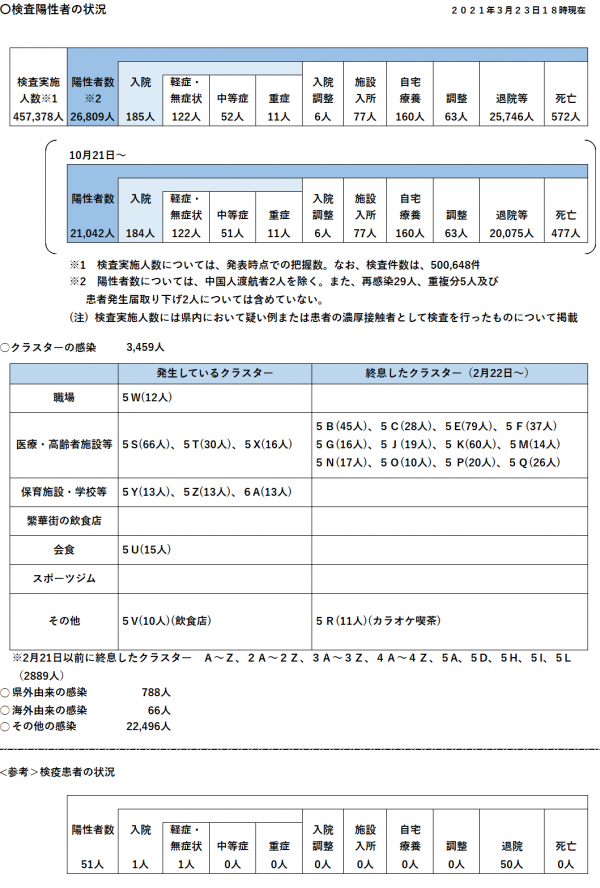 〇検査陽性者の状況 ２０２１年３月２３日１８時現在
検査実施人数※1 陽性者数※2 入院 軽症・無症状 中等症 重症 入院調整 施設入所 自宅療養 調整 退院等 死亡
457,378人 26,809人 185人 122人 52人 11人 6人 77人 160人 63人 25,746人 572人
10月21日～
陽性者数 入院 軽症・無症状 中等症 重症 入院調整 施設入所 自宅療養 調整 退院等 死亡
21,042人 184人 122人 51人 11人 6人 77人 160人 63人 20,075人 477人
※1 検査実施人数については、発表時点での把握数。なお、検査件数は、500,648件
※2 陽性者数については、中国人渡航者2人を除く。また、再感染29人、重複分5人及び
患者発生届取り下げ2人については含めていない。
（注）検査実施人数には県内において疑い例または患者の濃厚接触者として検査を行ったものについて掲載
○クラスターの感染 3,459人
発生しているクラスター 終息したクラスター（2月22日～）
職場 ５W(12人)
医療・高齢者施設等 ５S(66人)、５T(30人)、５X(16人) ５B(45人)、５C(28人)、５E(79人)、５F(37人)
５G(16人)、５J(19人)、５K(60人)、５M(14人)
５N(17人)、５O(10人)、５P(20人)、５Q(26人)
保育施設・学校等 ５Y(13人)、５Z(13人)、６A(13人)
繁華街の飲食店
会食 ５U(15人)
スポーツジム
その他 ５V(10人)(飲食店) ５R(11人)(カラオケ喫茶)
※2月21日以前に終息したクラスター A～Z、２A～２Z、３A～３Z、４A～４Z、５A、５D、５H、５I、５L
（2889人）
○県外由来の感染 788人
○海外由来の感染 66人
○その他の感染 22,496人
<参考>検疫患者の状況
陽性者数 入院 軽症・無症状 中等症 重症 入院調整 施設入所 自宅療養 調整 退院 死亡
51人 1人 1人 0人 0人 0人 0人 0人 0人 50人 0人